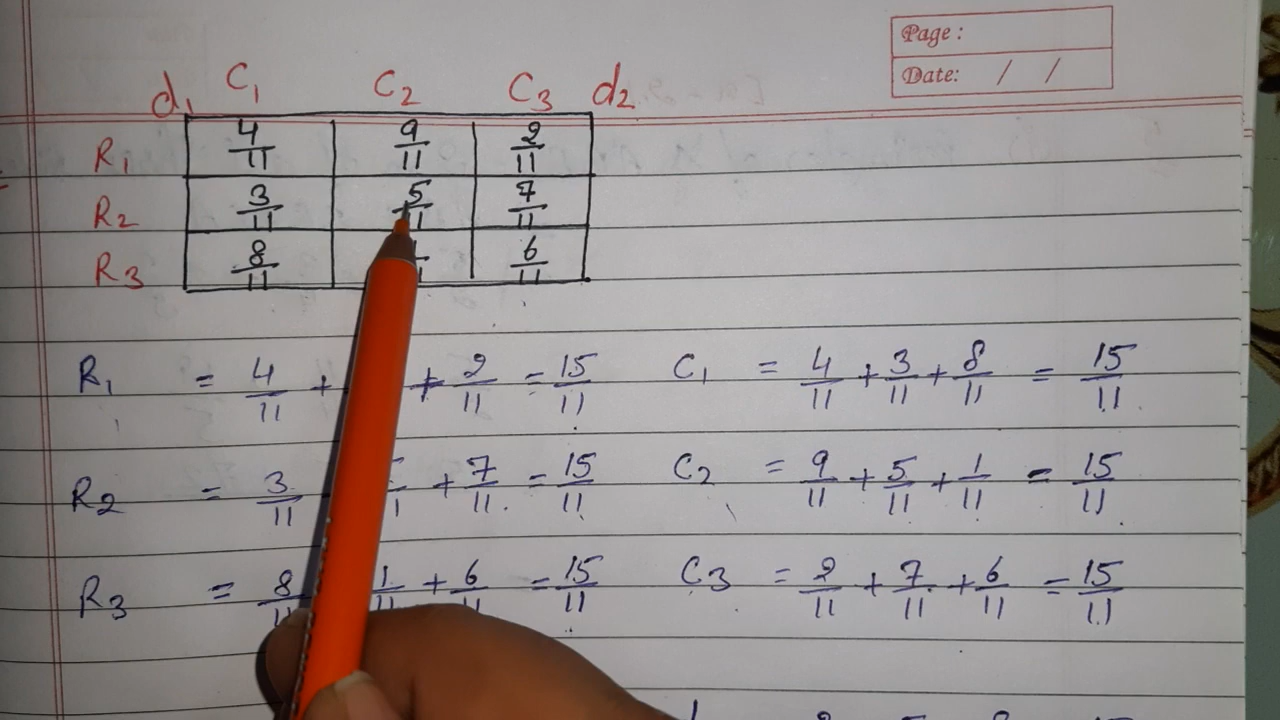 Page :
Date: / /
d1 C1 C2 C3 d2
R1 4/11 9/11 2/11
R2 3/11 5/11 7/11
R3 8/11 6/11
R1 = 4/11 + + 2/11 = 15/11 C1 = 4/11 + 3/11 + 8/11 = 15/11
R2 = 3/11 + 7/11 = 15/11 C2 = 9/11 + 5/11 + 1/11 = 15/11
R3 = 8/11 1/11 + 6/11 = 15/11 C3 = 2/11 + 7/11 + 6/11 = 15/11